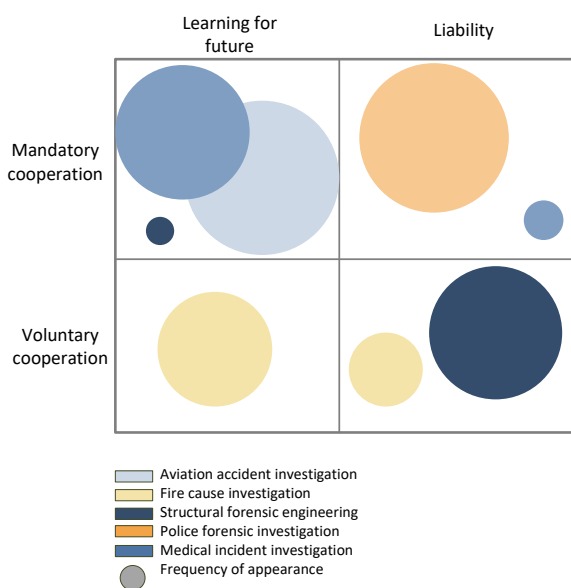 Learning for
future
Liability
Mandatory
cooperation
Voluntary
cooperation
Aviation accident investigation
Fire cause investigation
Structural forensic engineering
Police forensic investigation
Medical incident investigation
Frequency of appearance